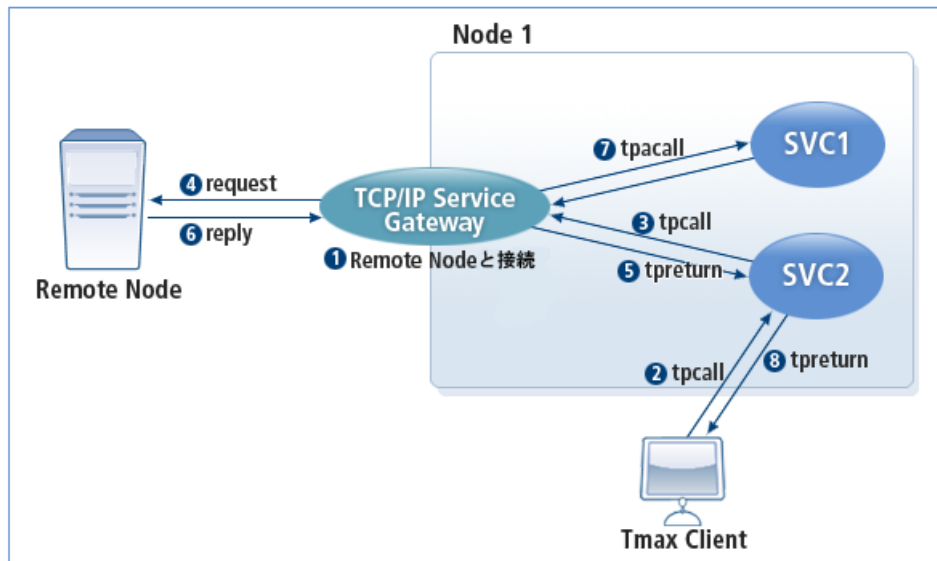 Node 1
❼ tpacall
SVC1
❹ request
TCP/IP Service
Gateway
❸ tpcall
❻ reply
❶ Remote Nodeと接続
❺ tpreturn
SVC2
Remote Node
❷ tpcall
❽ tpreturn
Tmax Client